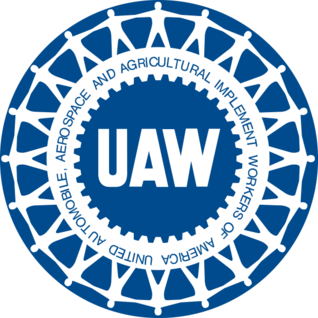 UNITED AUTOMOBILE, AEROSPACE AND AGRICULTURAL IMPLEMENT WORKERS OF AMERICA
UAW